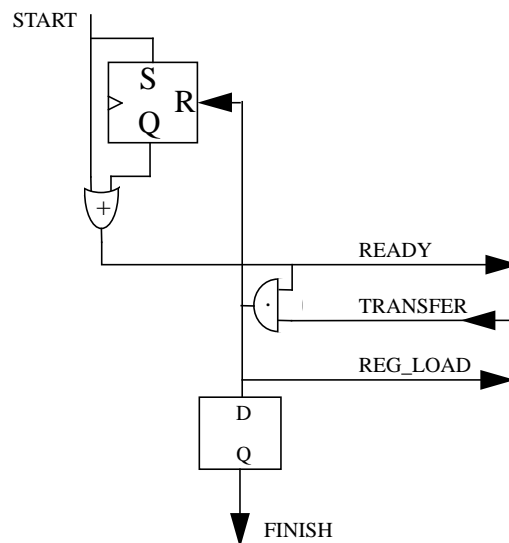 START
S
R
Q
+
READY
·
TRANSFER
REG_LOAD
D
Q
FINISH